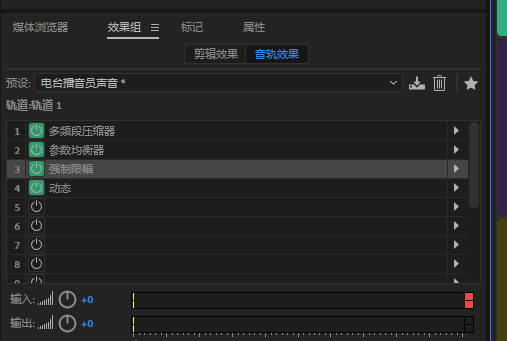 媒体浏览器 效果组 标记 属性
剪辑效果 音轨效果
预设: 电台播音员声音 *
轨道:轨道 1
1 多频段压缩器
2 参数均衡器
3 强制限幅
4 动态
5
6
7
8
输入: +0
输出: +0